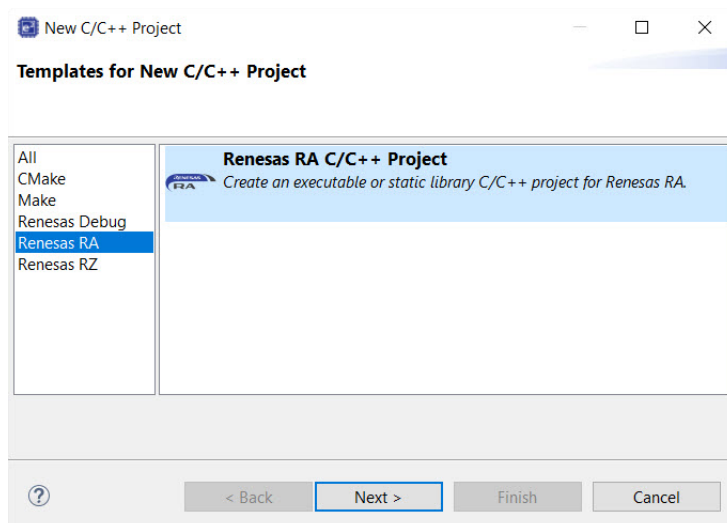 New C/C++ Project
Templates for New C/C++ Project
All
CMake
Make
Renesas Debug
Renesas RA
Renesas RZ
Renesas RA C/C++ Project
RENESAS
RA
Create an executable or static library C/C++ project for Renesas RA.
?
< Back
Next >
Finish
Cancel